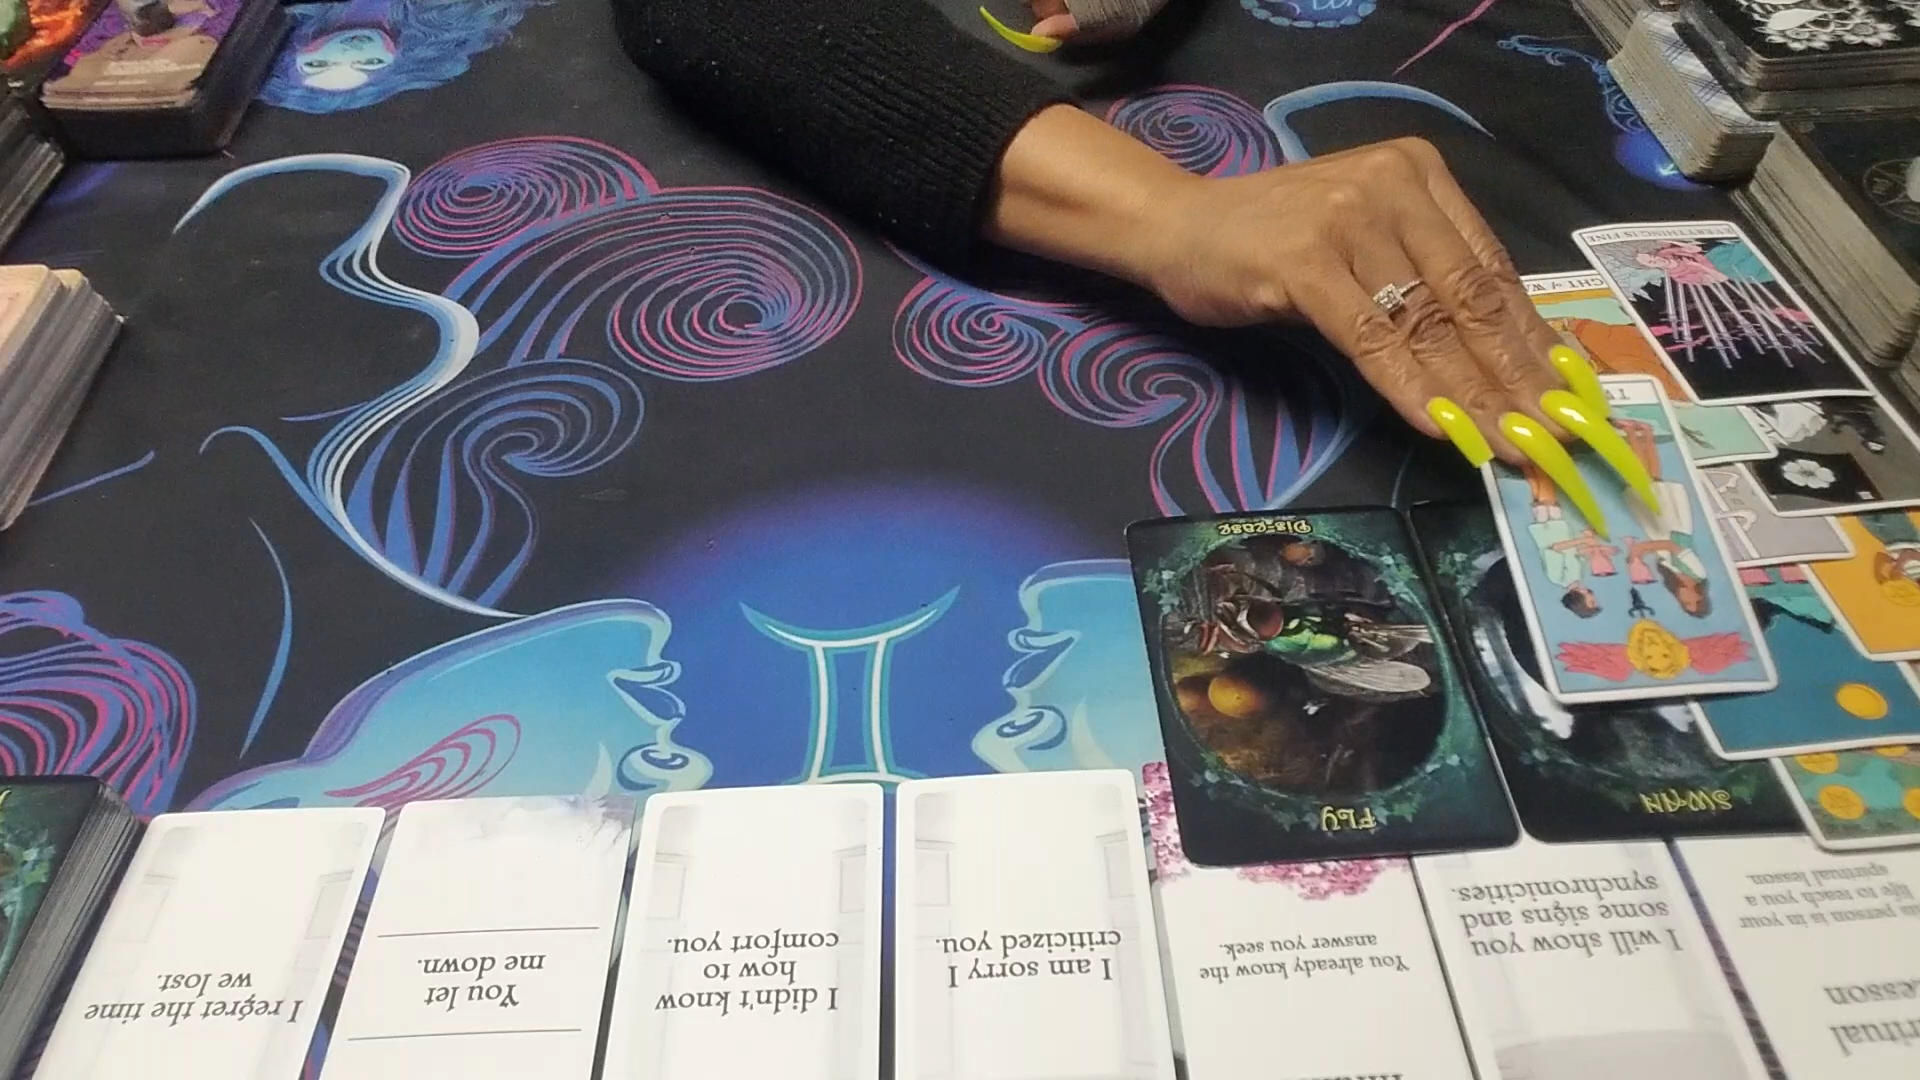 EVERYTHING IS FINE
Dis-ease
FLY
SWAN
I regret the time
we lost.
You let
me down.
I didn't know
how to
comfort you.
I am sorry I
criticized you.
You already know the
answer you seek.
I will show you
some signs and
synchronicities.
person is in your
life to teach you a
spiritual lesson